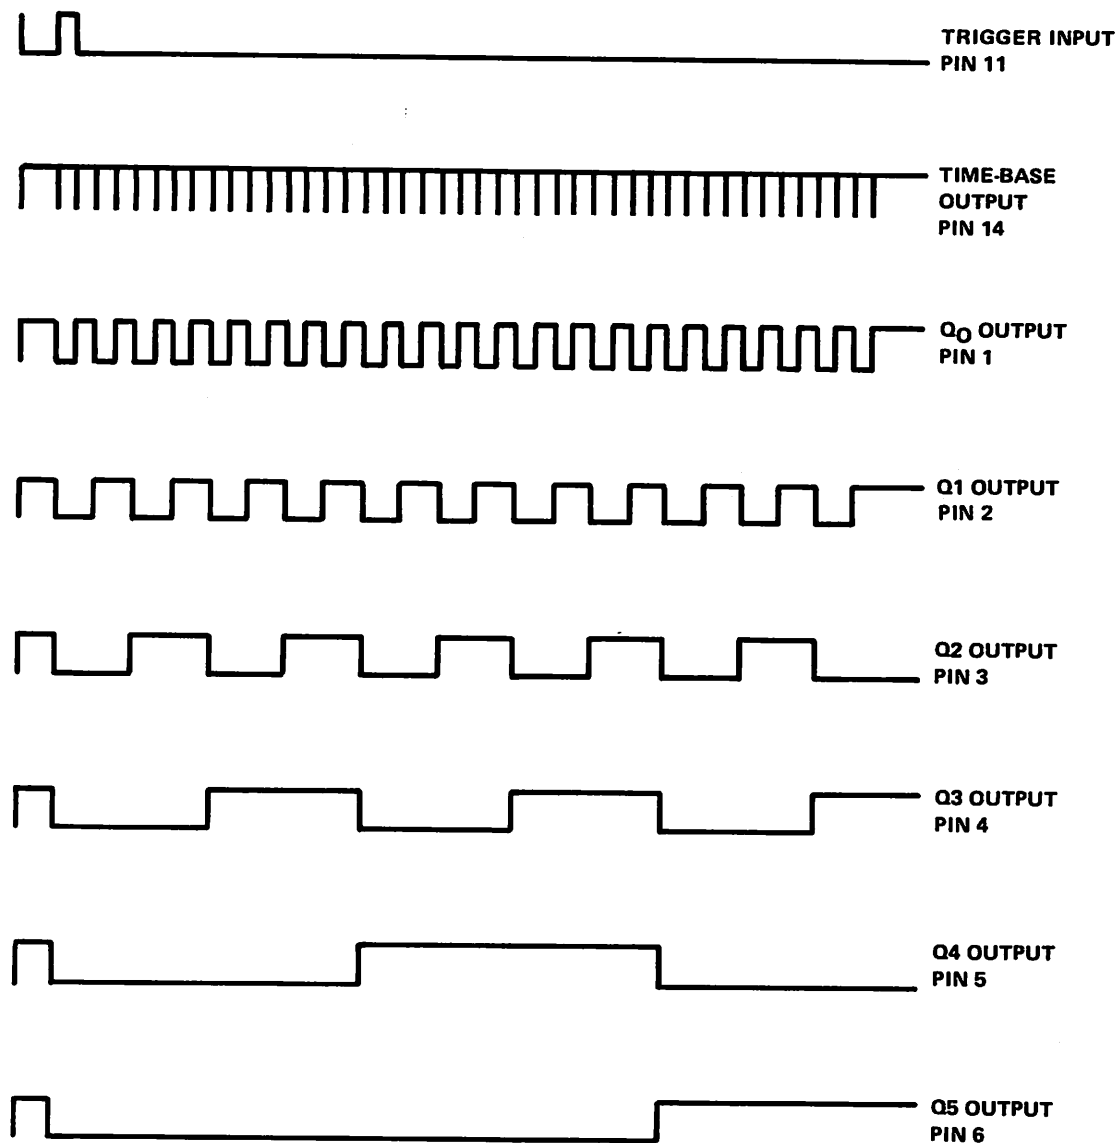 TRIGGER INPUT
PIN 11
TIME-BASE
OUTPUT
PIN 14
QO OUTPUT
PIN 1
Q1 OUTPUT
PIN 2
Q2 OUTPUT
PIN 3
Q3 OUTPUT
PIN 4
Q4 OUTPUT
PIN 5
Q5 OUTPUT
PIN 6